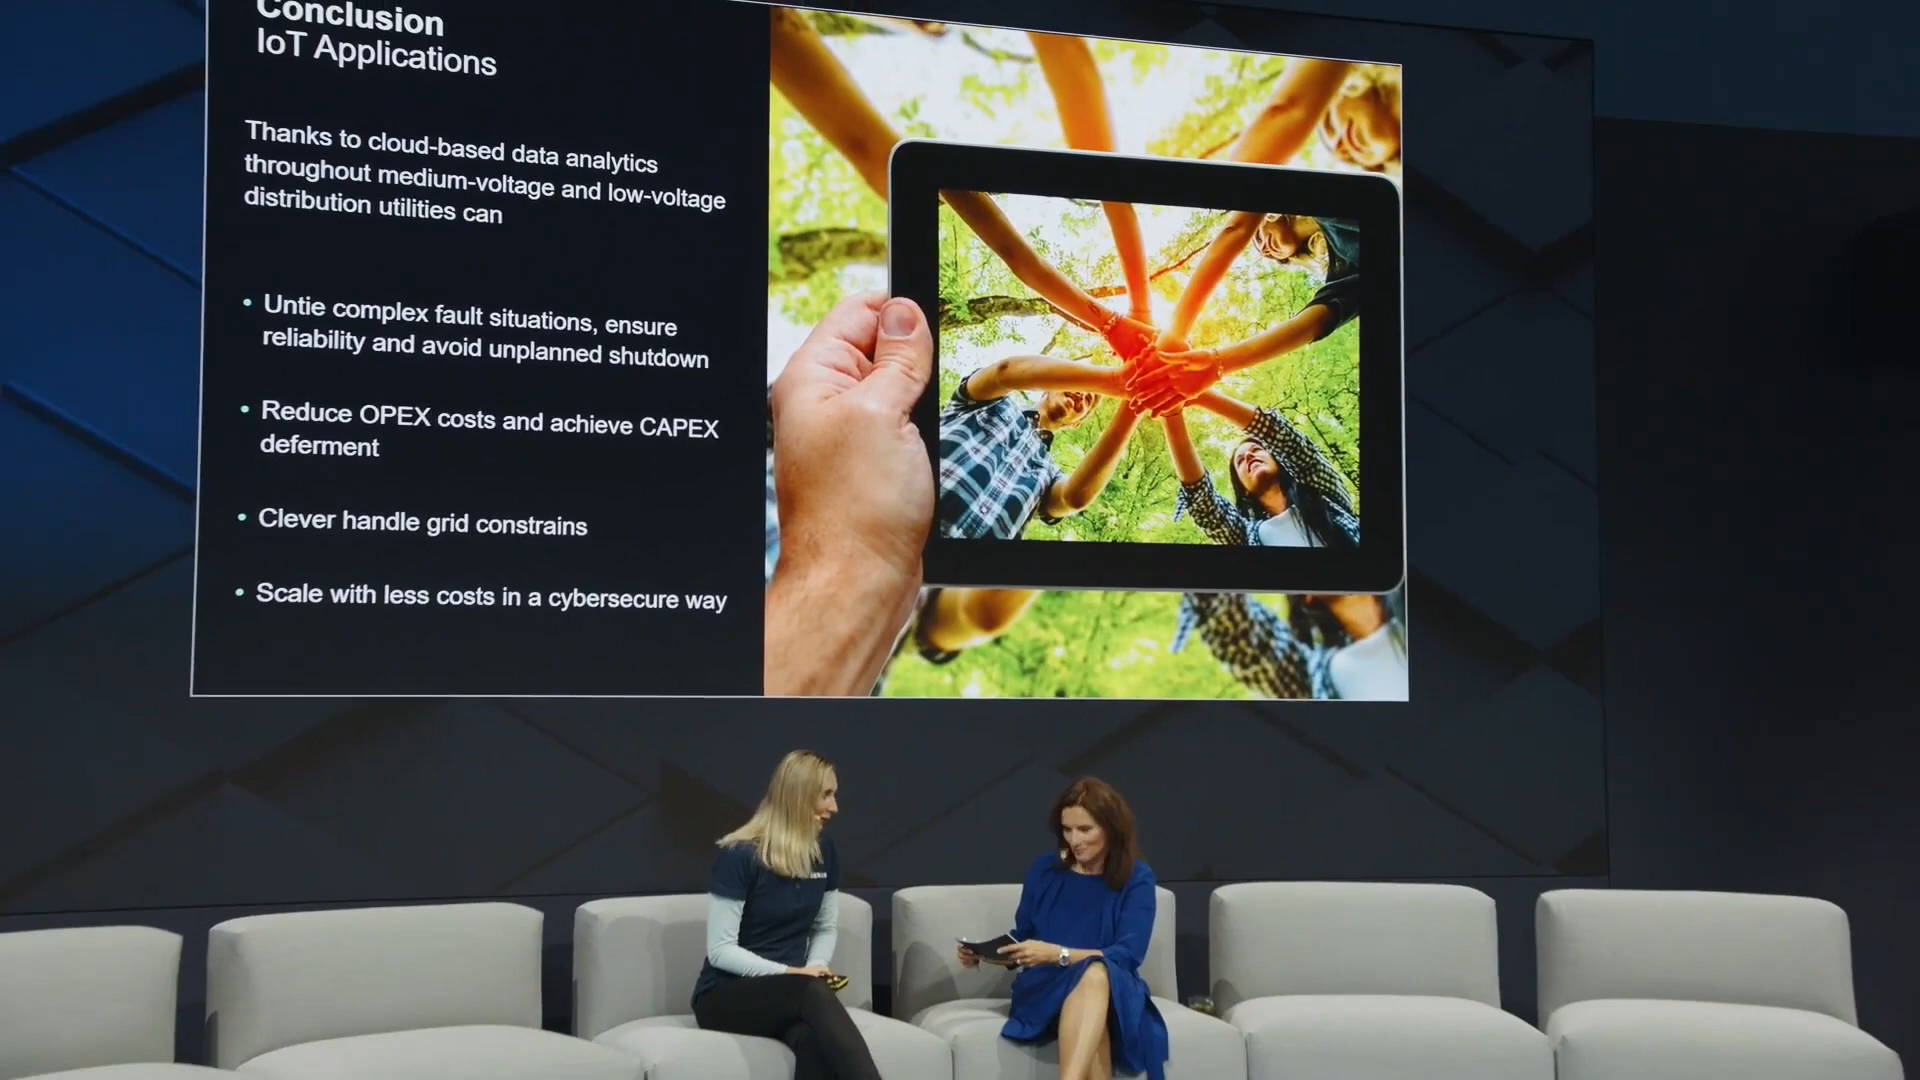 Conclusion
IoT Applications
Thanks to cloud-based data analytics
throughout medium-voltage and low-voltage
distribution utilities can
• Untie complex fault situations, ensure
reliability and avoid unplanned shutdown
• Reduce OPEX costs and achieve CAPEX
deferment
• Clever handle grid constrains
• Scale with less costs in a cybersecure way